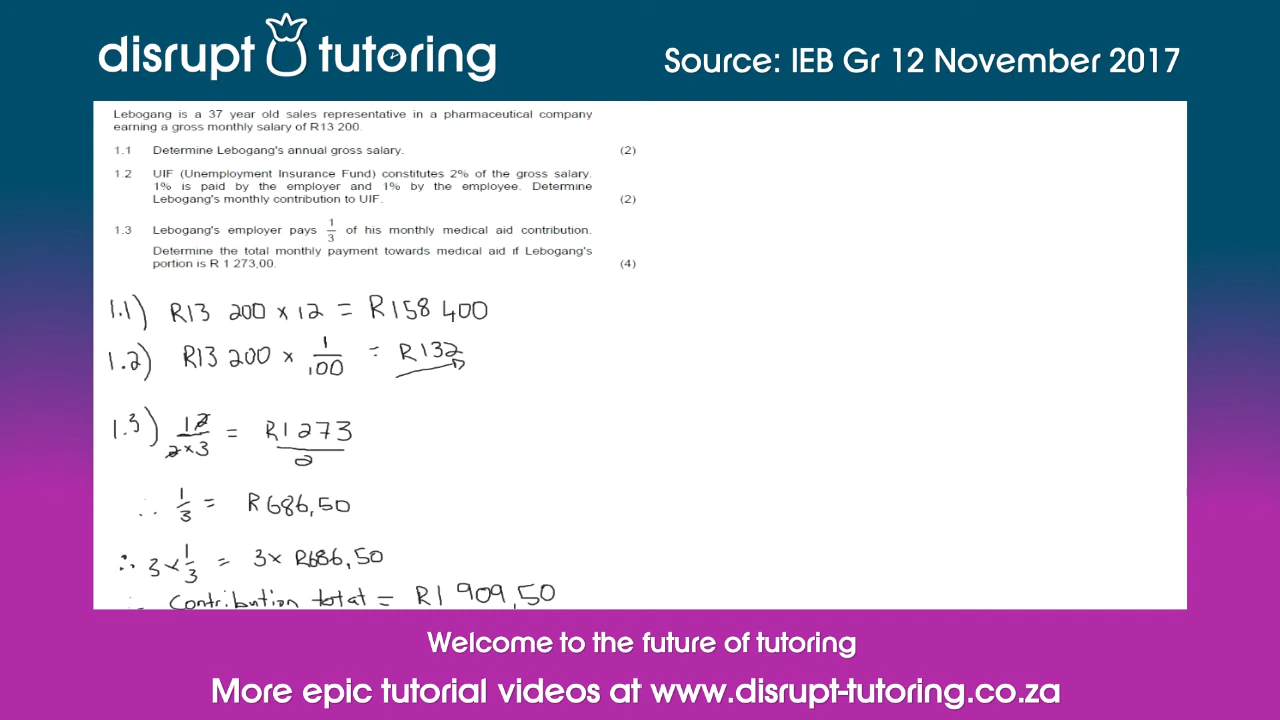 disrupt tutoring
Source: IEB Gr 12 November 2017
Lebogang is a 37 year old sales representative in a pharmaceutical company
earning a gross monthly salary of R13 200.
1.1 Determine Lebogang's annual gross salary. (2)
1.2 UIF (Unemployment Insurance Fund) constitutes 2% of the gross salary.
1% is paid by the employer and 1% by the employee. Determine
Lebogang's monthly contribution to UIF. (2)
1.3 Lebogang's employer pays 1/3 of his monthly medical aid contribution.
Determine the total monthly payment towards medical aid if Lebogang's
portion is R 1 273,00. (4)
1.1) R13 200 × 12 = R158 400
1.2) R13 200 × 1/100 = R132
1.3) 12/2×3 = R1 273/2
∴ 1/3 = R686,50
∴ 3 × 1/3 = 3 × R686,50
∴ Contribution total = R1 909,50
Welcome to the future of tutoring
More epic tutorial videos at www.disrupt-tutoring.co.za